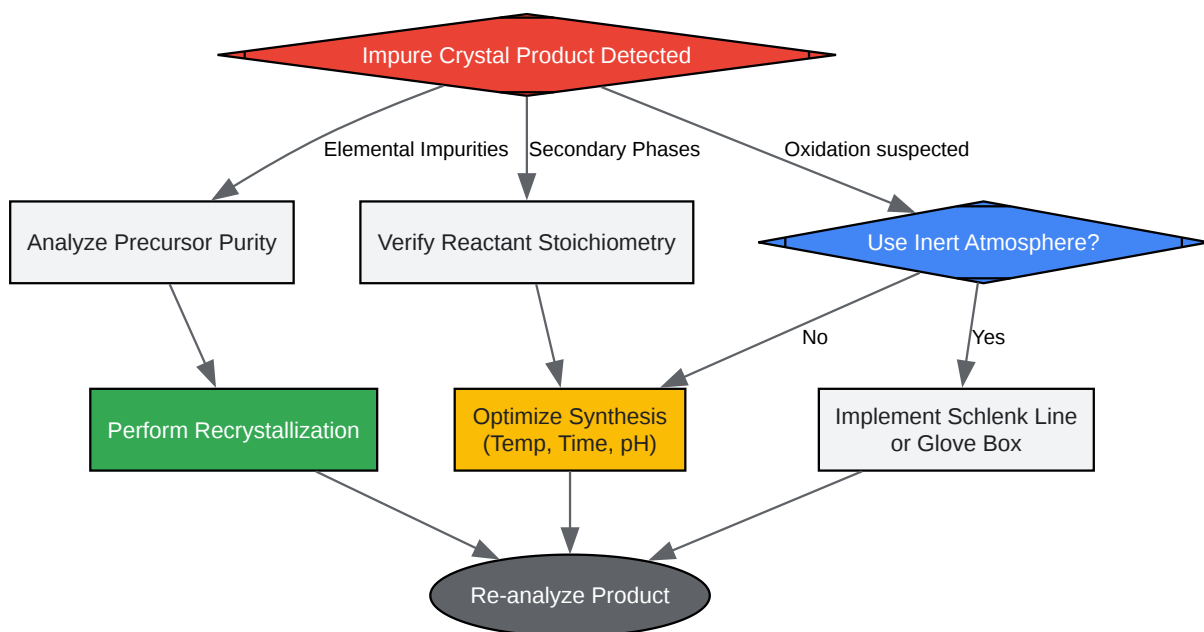 Impure Crystal Product Detected
Elemental Impurities
Secondary Phases
Oxidation suspected
Analyze Precursor Purity
Verify Reactant Stoichiometry
Use Inert Atmosphere?
No
Yes
Perform Recrystallization
Optimize Synthesis
(Temp, Time, pH)
Implement Schlenk Line
or Glove Box
Re-analyze Product